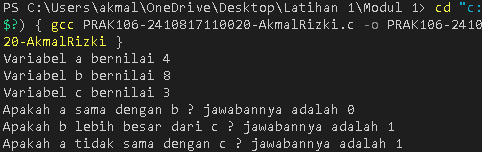 PS C:\Users\akmal\OneDrive\Desktop\Latihan 1\Modul 1> cd "c:
$?) { gcc PRAK106-2410817110020-AkmalRizki.c -o PRAK106-2410
20-AkmalRizki }
Variabel a bernilai 4
Variabel b bernilai 8
Variabel c bernilai 3
Apakah a sama dengan b ? jawabannya adalah 0
Apakah b lebih besar dari c ? jawabannya adalah 1
Apakah a tidak sama dengan c ? jawabannya adalah 1